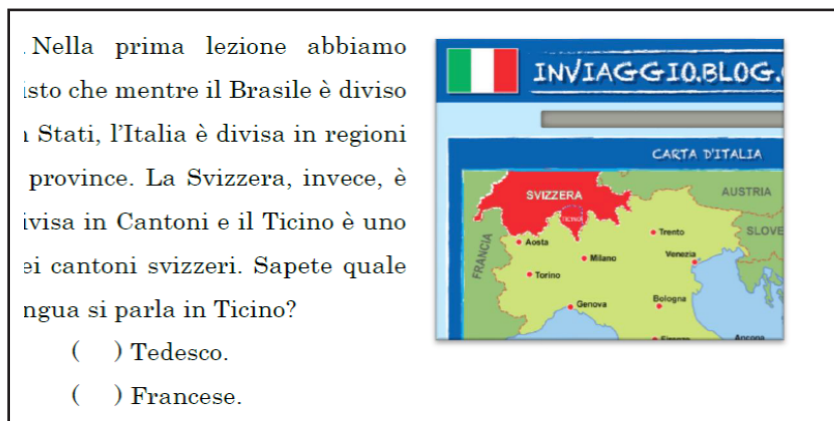 . Nella prima lezione abbiamo
isto che mentre il Brasile è diviso
Stati, l'Italia è divisa in regioni
province. La Svizzera, invece, è
ivisa in Cantoni e il Ticino è uno
ei cantoni svizzeri. Sapete quale
ngua si parla in Ticino?
( ) Tedesco.
( ) Francese.
INVIAGGIO.BLOG.
CARTA D'ITALIA
SVIZZERA
AUSTRIA
TICINO
SLOVE
Trento
Aosta
FRANCIA
Milano
Venezia
Torino
Genova
Bologna
Ancona
Firenze